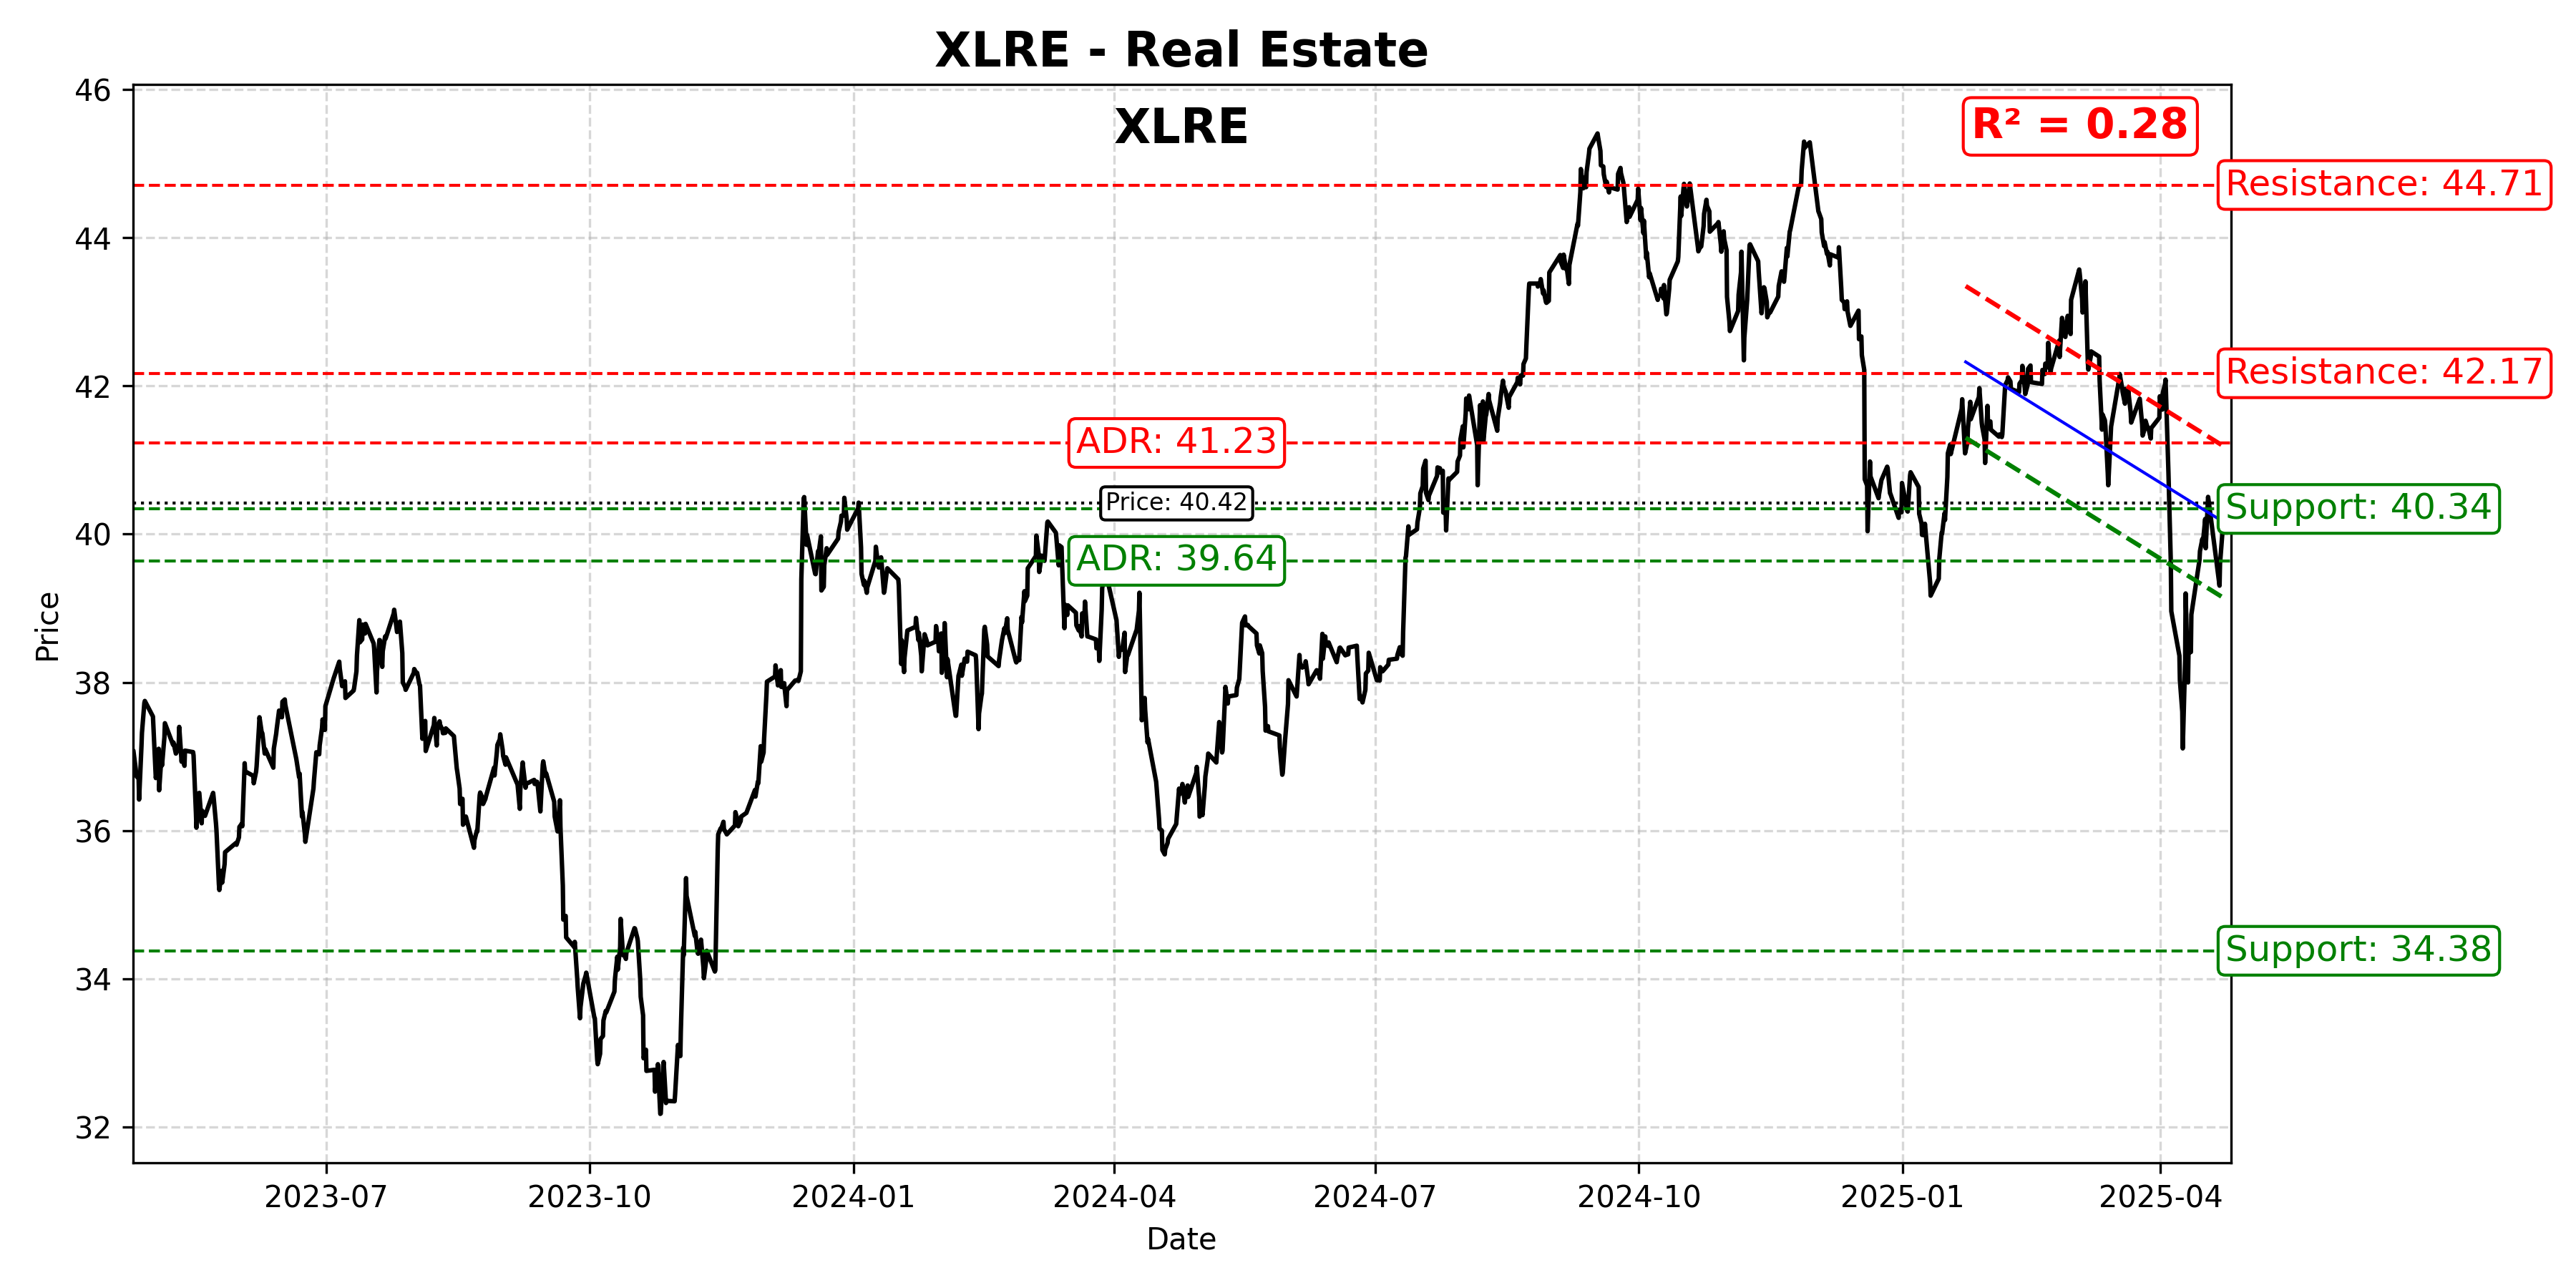 XLRE - Real Estate
XLRE
R² = 0.28
46
44
42
40
38
36
34
32
Price
Resistance: 44.71
Resistance: 42.17
ADR: 41.23
Price: 40.42
Support: 40.34
ADR: 39.64
Support: 34.38
2023-07
2023-10
2024-01
2024-04
2024-07
2024-10
2025-01
2025-04
Date